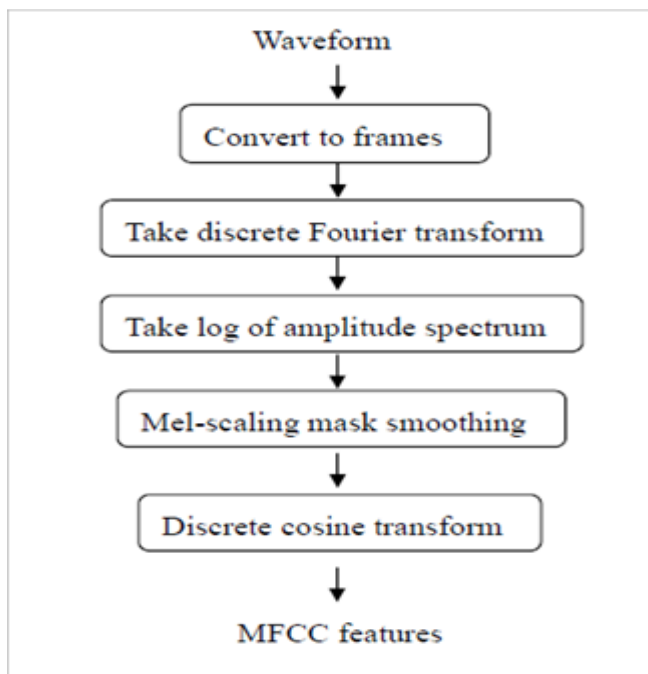 Waveform
Convert to frames
Take discrete Fourier transform
Take log of amplitude spectrum
Mel-scaling mask smoothing
Discrete cosine transform
MFCC features